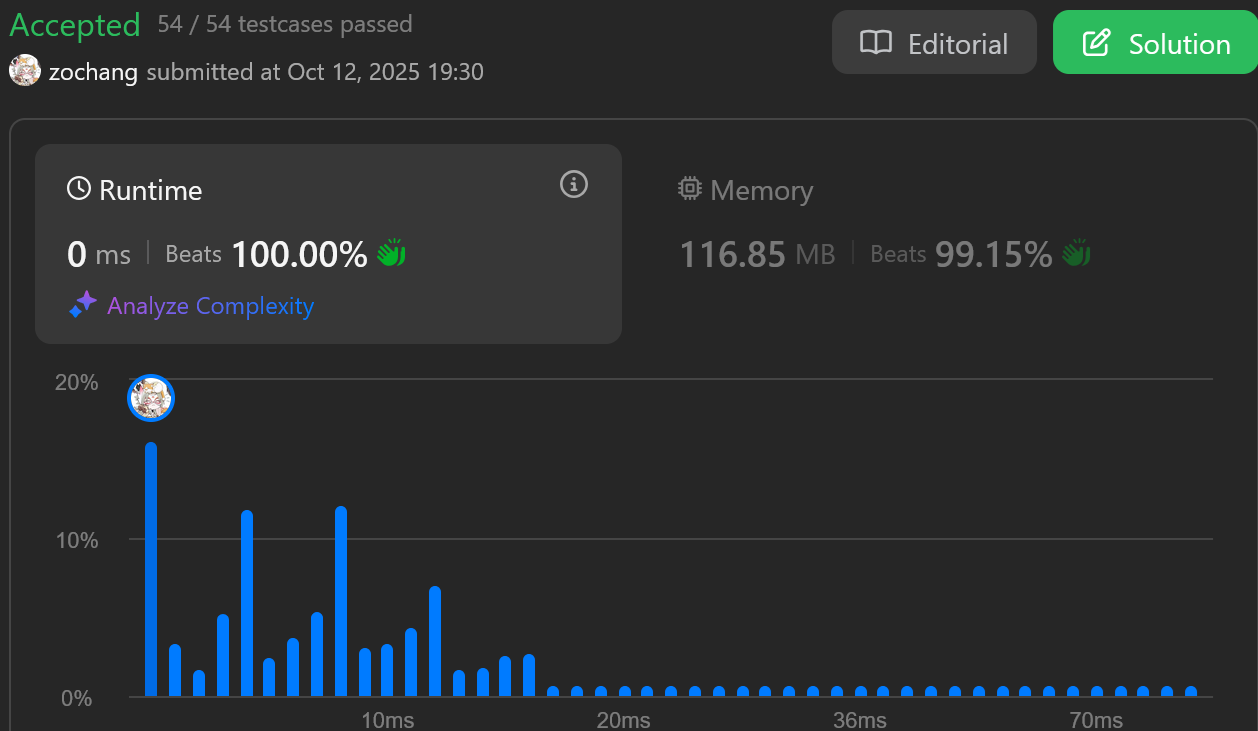 Accepted 54 / 54 testcases passed
Editorial
Solution
zochang submitted at Oct 12, 2025 19:30
Runtime
Memory
0 ms Beats 100.00%
116.85 MB Beats 99.15%
Analyze Complexity
20%
10%
0%
10ms 20ms 36ms 70ms